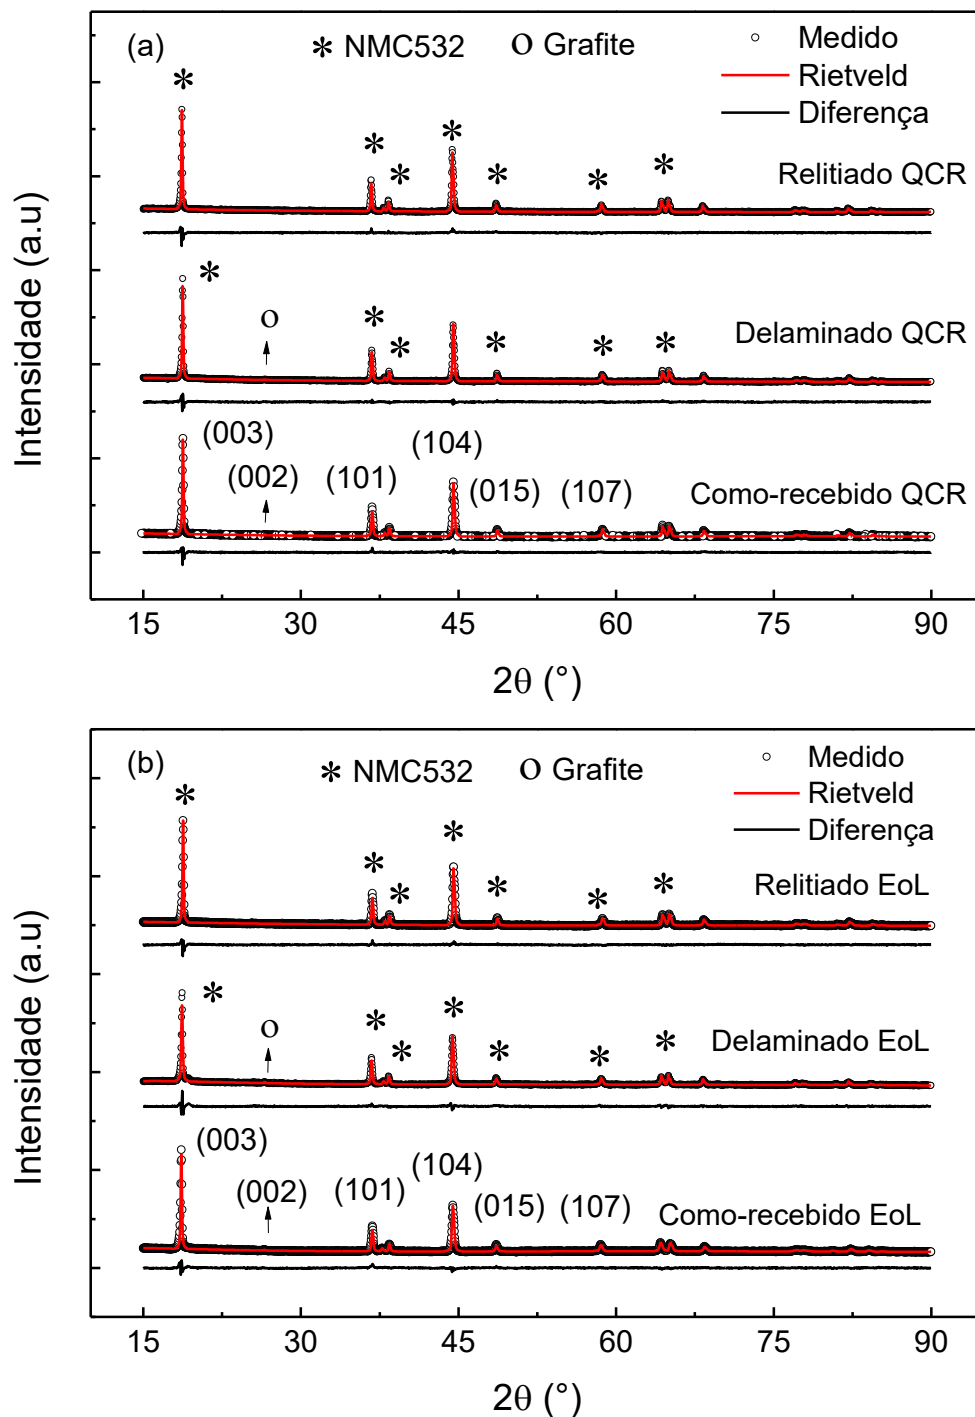 (a)
* NMC532 o Grafite
Medido
Rietveld
Diferença
Relitiado QCR
o
Delaminado QCR
(003)
(002)
(101)
(104)
(015)
(107)
Como-recebido QCR
Intensidade (a.u)
15 30 45 60 75 90
2θ (°)
(b)
* NMC532 o Grafite
Medido
Rietveld
Diferença
Relitiado EoL
o
Delaminado EoL
(003)
(002)
(101)
(104)
(015)
(107)
Como-recebido EoL
Intensidade (a.u)
15 30 45 60 75 90
2θ (°)